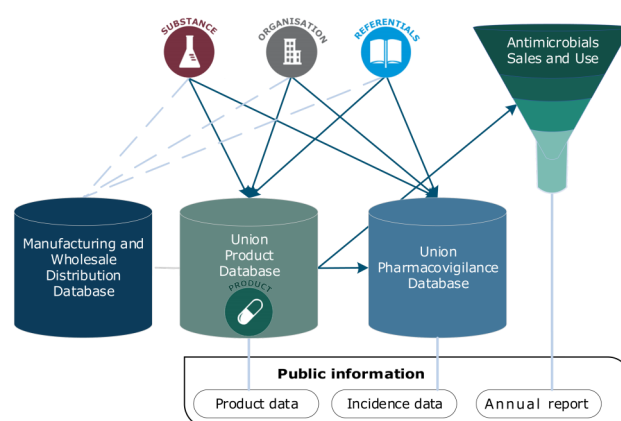 SUBSTANCE
ORGANISATION
REFERENTIALS
Antimicrobials
Sales and Use
Manufacturing and
Wholesale
Distribution
Database
Union
Product
Database
PRODUCT
Union
Pharmacovigilance
Database
Public information
Product data
Incidence data
Annual report